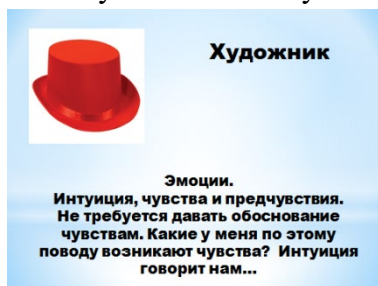 Художник
Эмоции.
Интуиция, чувства и предчувствия.
Не требуется давать обоснование
чувствам. Какие у меня по этому
поводу возникают чувства? Интуиция
говорит нам...